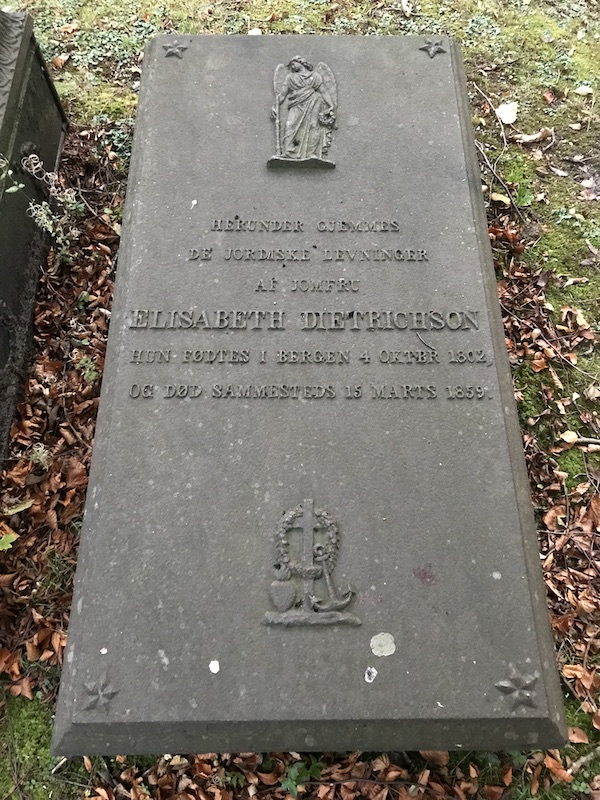 HERUNDER GJEMMES
DE JORDISKE LEVNINGER
AF JOMFRU
ELISABETH DIETRICHSON
HUN FØDTES I BERGEN 4 OKTBR 1802,
OG DØD SAMMESTEDS 15 MARTS 1859.